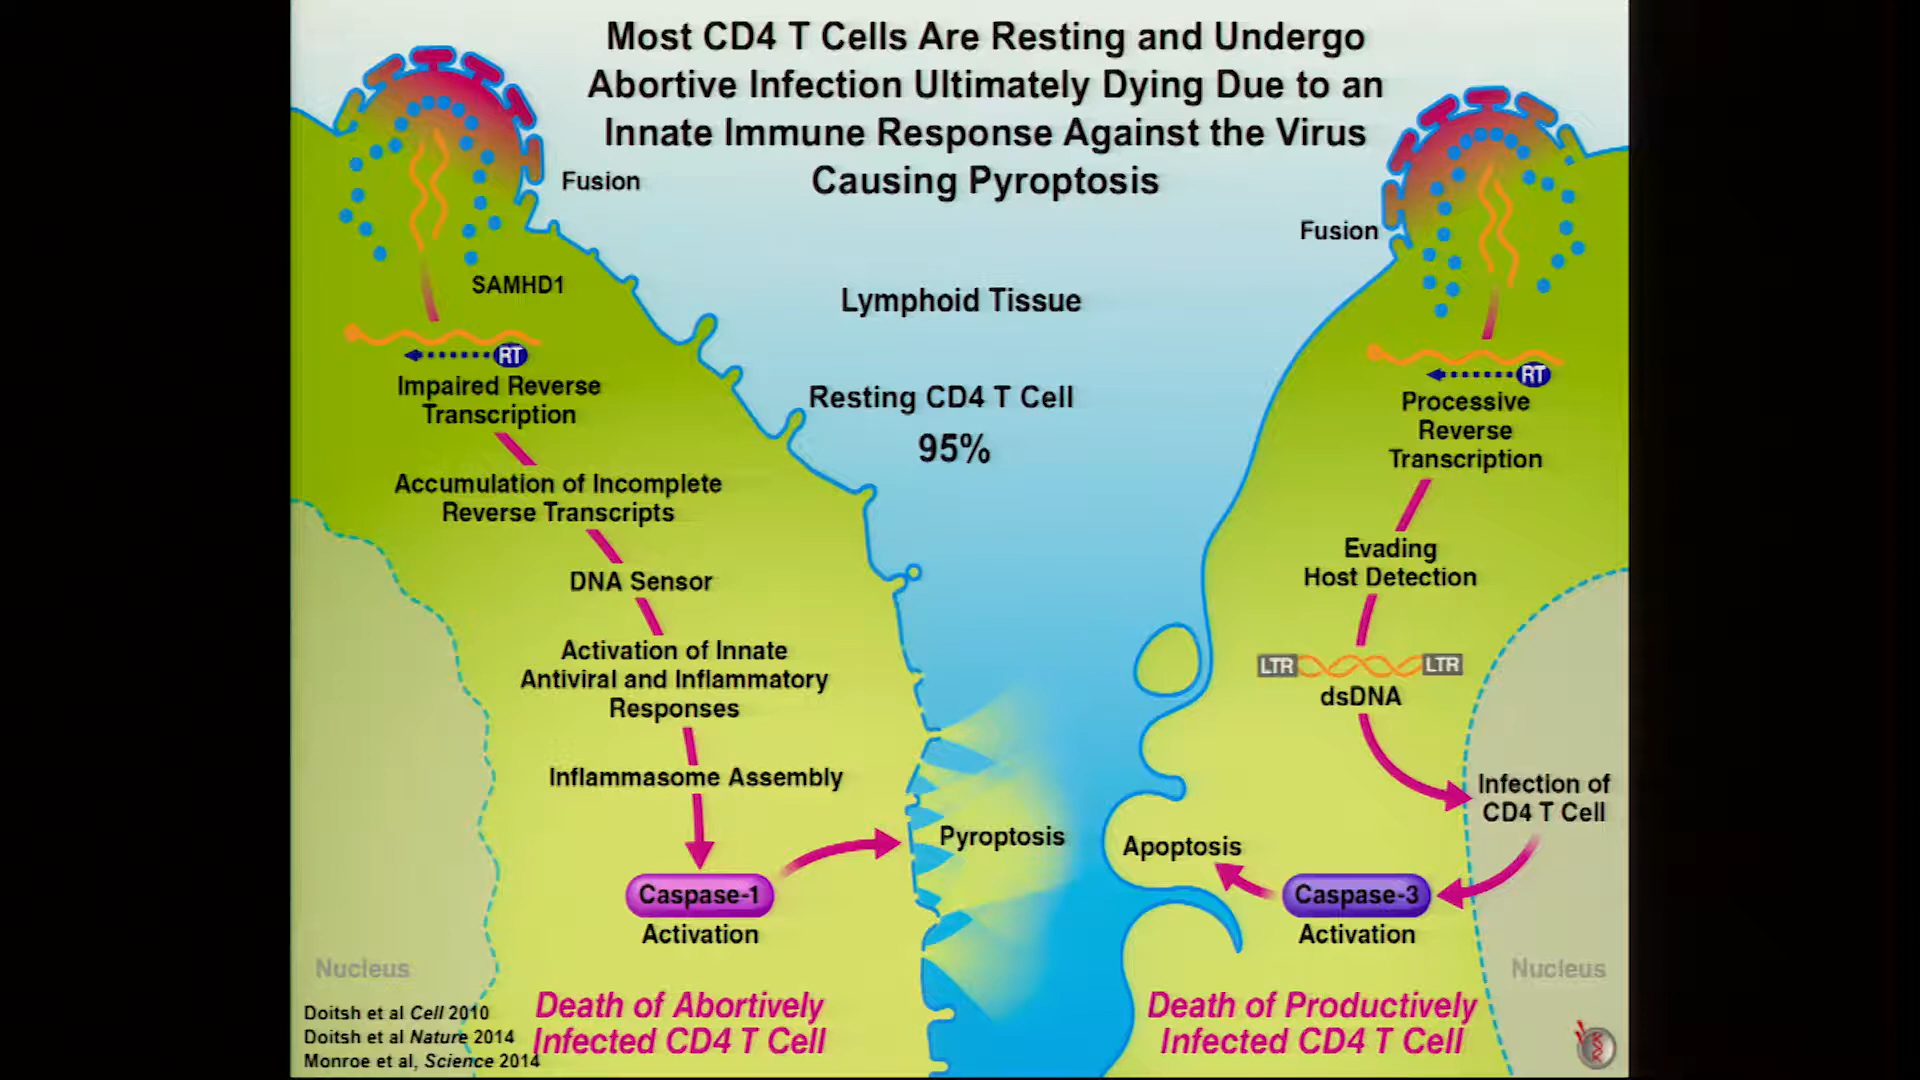 Most CD4 T Cells Are Resting and Undergo
Abortive Infection Ultimately Dying Due to an
Innate Immune Response Against the Virus
Causing Pyroptosis
Fusion
SAMHD1
RT
Impaired Reverse
Transcription
Accumulation of Incomplete
Reverse Transcripts
DNA Sensor
Activation of Innate
Antiviral and Inflammatory
Responses
Inflammasome Assembly
Caspase-1
Activation
Pyroptosis
Nucleus
Death of Abortively
Infected CD4 T Cell
Doitsh et al Cell 2010
Doitsh et al Nature 2014
Monroe et al, Science 2014
Lymphoid Tissue
Resting CD4 T Cell
95%
Fusion
RT
Processive
Reverse
Transcription
Evading
Host Detection
LTR LTR
dsDNA
Infection of
CD4 T Cell
Apoptosis
Caspase-3
Activation
Nucleus
Death of Productively
Infected CD4 T Cell